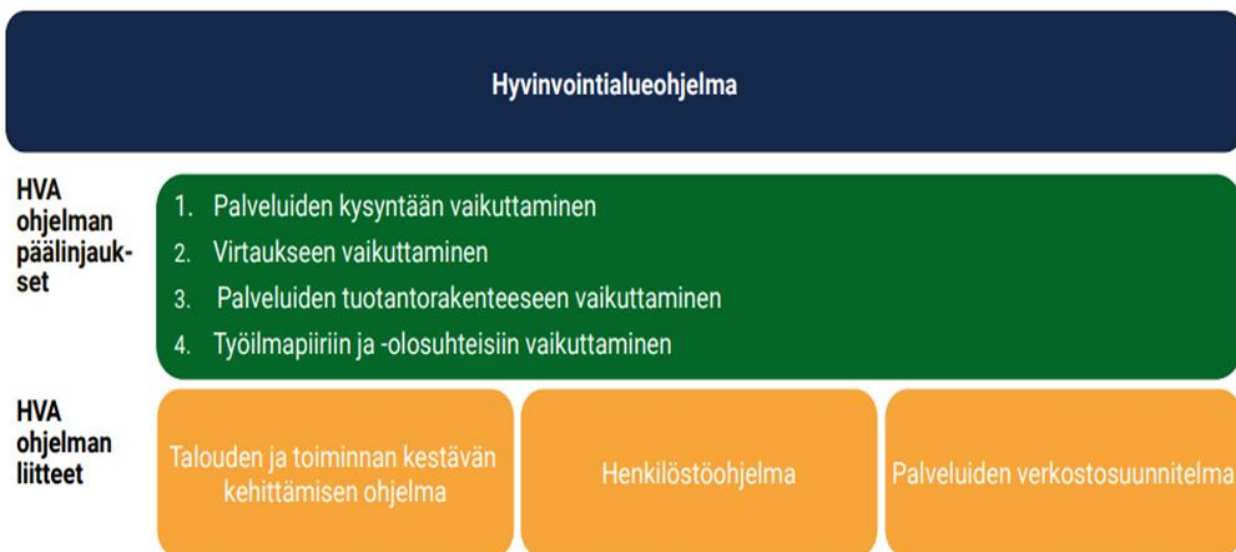 Hyvinvointialueohjelma
HVA
ohjelman
päälinjauk-
set
1. Palveluiden kysyntään vaikuttaminen
2. Virtaukseen vaikuttaminen
3. Palveluiden tuotantorakenteeseen vaikuttaminen
4. Työilmapiiriin ja -olosuhteisiin vaikuttaminen
HVA
ohjelman
liitteet
Talouden ja toiminnan kestävän
kehittämisen ohjelma
Henkilöstöohjelma
Palveluiden verkostosuunnitelma